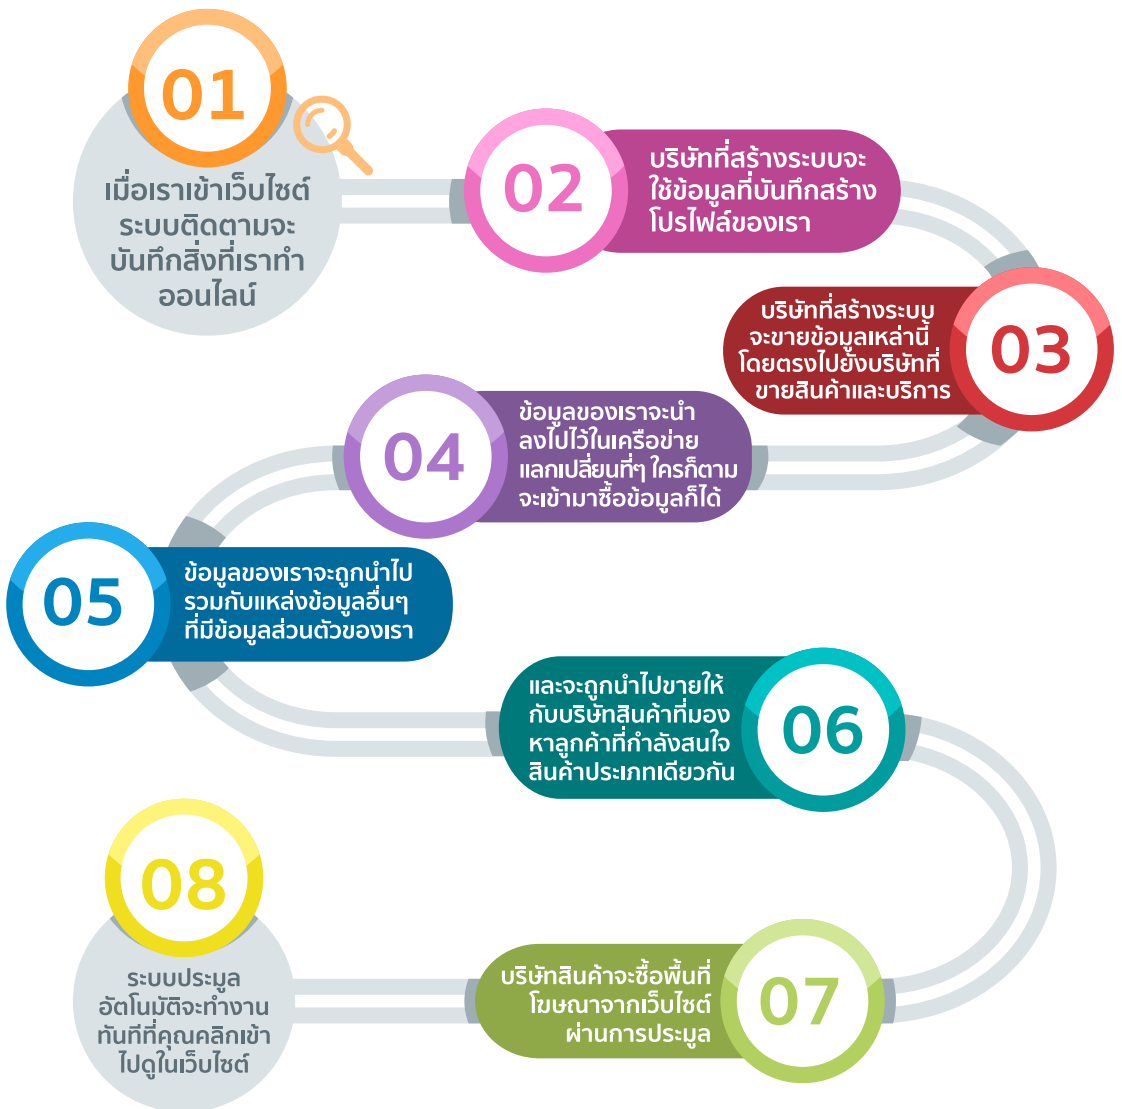 01
เมื่อเราเข้าเว็บไซต์
ระบบติดตามจะ
บันทึกสิ่งที่เราทำ
ออนไลน์
02
บริษัทที่สร้างระบบจะ
ใช้ข้อมูลที่บันทึกสร้าง
โปรไฟล์ของเรา
03
บริษัทที่สร้างระบบ
จะขายข้อมูลเหล่านี้
โดยตรงไปยังบริษัทที่
ขายสินค้าและบริการ
04
ข้อมูลของเราจะนำ
ลงไปไว้ในเครือข่าย
แลกเปลี่ยนที่ๆ ใครก็ตาม
จะเข้ามาซื้อข้อมูลก็ได้
05
ข้อมูลของเราจะถูกนำไป
รวมกับแหล่งข้อมูลอื่นๆ
ที่มีข้อมูลส่วนตัวของเรา
06
และจะถูกนำไปขายให้
กับบริษัทสินค้าที่มอง
หาลูกค้าที่กำลังสนใจ
สินค้าประเภทเดียวกัน
07
บริษัทสินค้าจะซื้อพื้นที่
โฆษณาจากเว็บไซต์
ผ่านการประมูล
08
ระบบประมูล
อัตโนมัติจะทำงาน
ทันทีที่คุณคลิกเข้า
ไปดูในเว็บไซต์